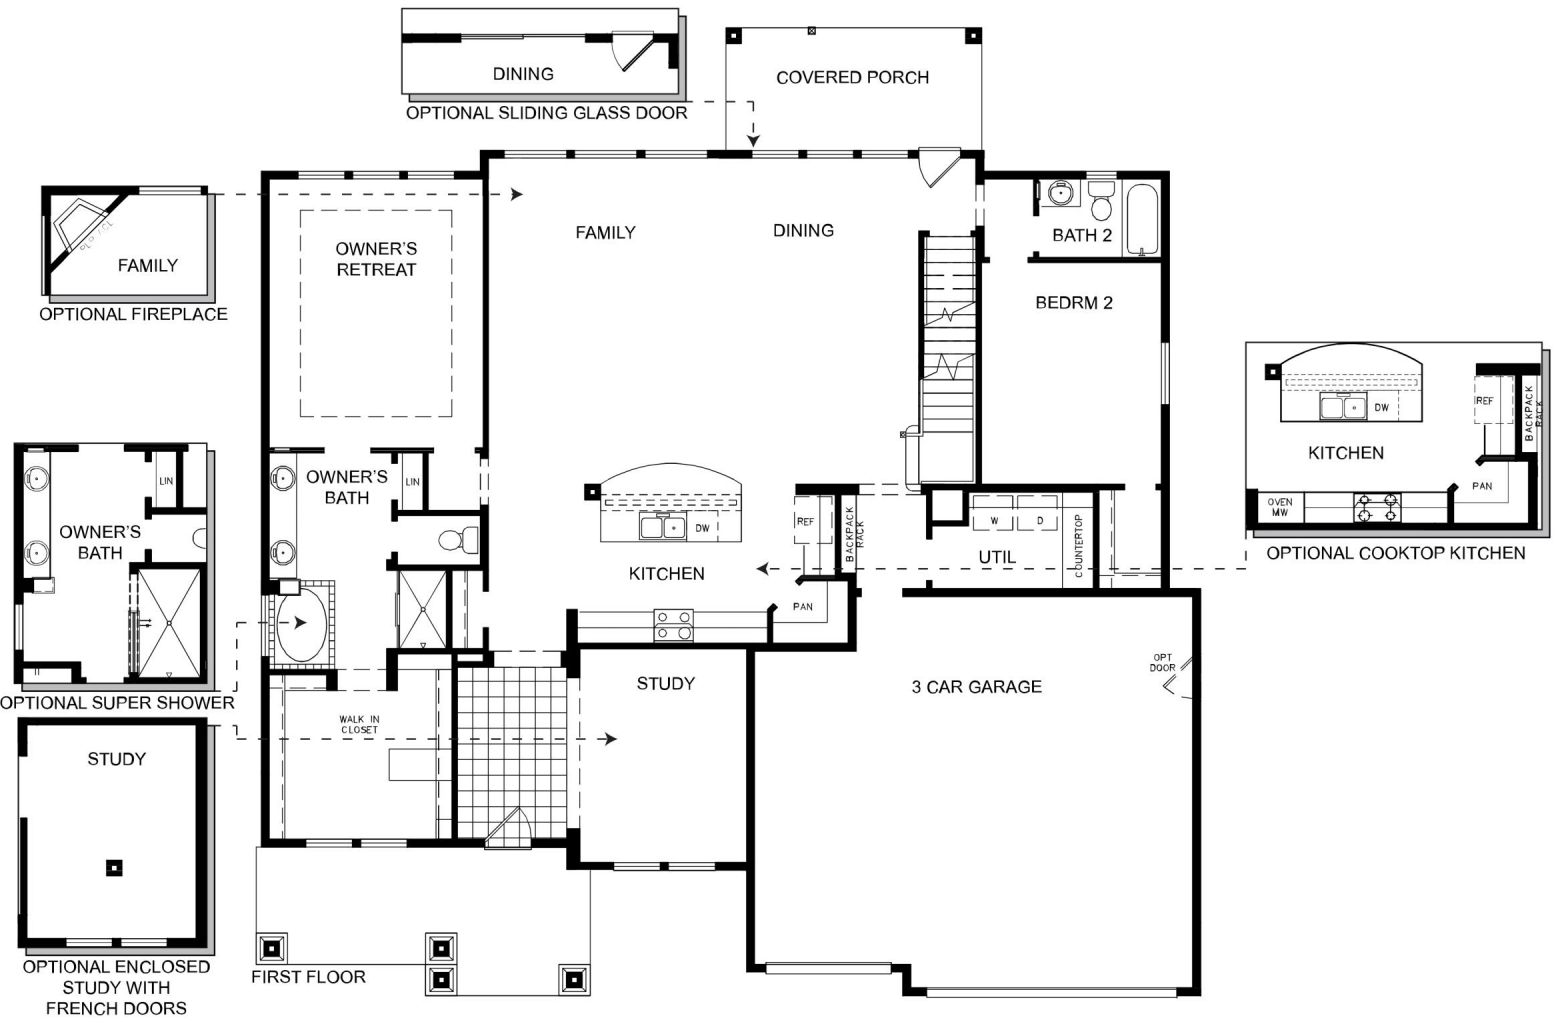 DINING
OPTIONAL SLIDING GLASS DOOR
COVERED PORCH
FAMILY
OPTIONAL FIREPLACE
OWNER'S
RETREAT
FAMILY
DINING
BATH 2
BEDRM 2
OWNER'S
BATH
LIN
LIN
OWNER'S
BATH
OPTIONAL SUPER SHOWER
DW
KITCHEN
REF
BACKPACK
RACK
PAN
W
D
UTIL
COUNTERTOP
DW
REF
BACKPACK
RACK
KITCHEN
PAN
OVEN
MW
OPTIONAL COOKTOP KITCHEN
WALK IN
CLOSET
STUDY
3 CAR GARAGE
OPT
DOOR
STUDY
OPTIONAL ENCLOSED
STUDY WITH
FRENCH DOORS
FIRST FLOOR